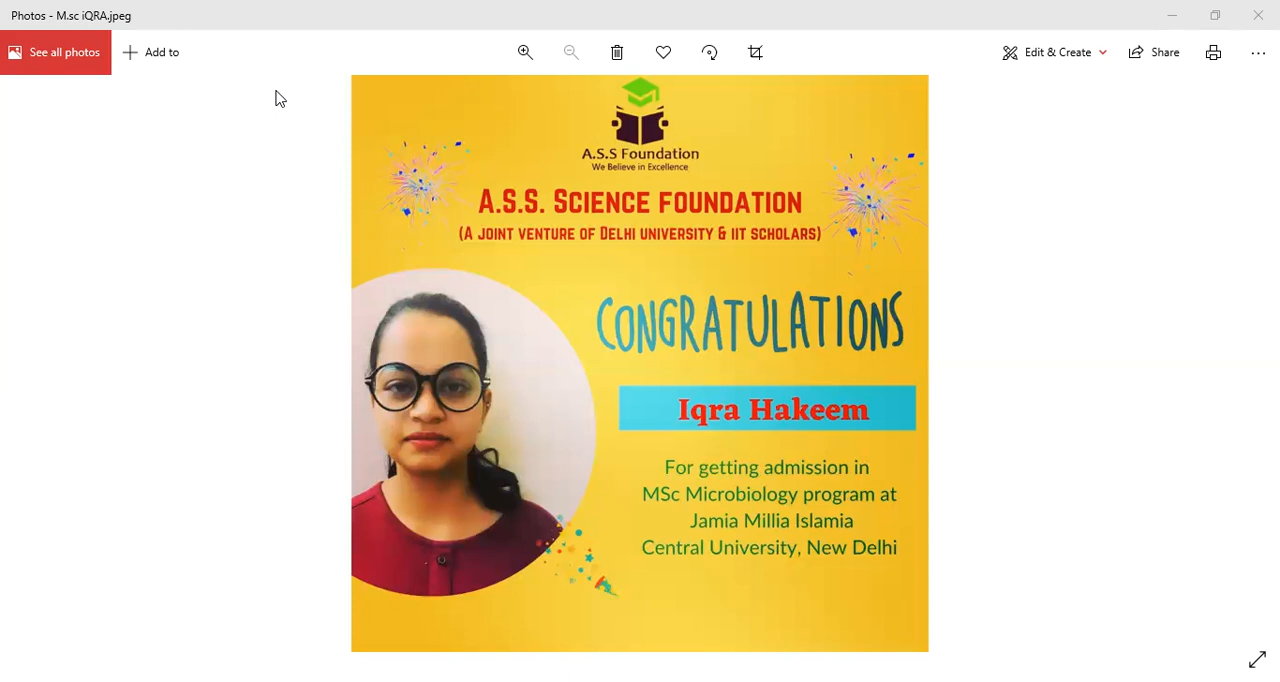 Photos - M.sc iQRA.jpeg
See all photos
Add to
Edit & Create
Share
A.S.S Foundation
We Believe in Excellence
A.S.S. SCIENCE FOUNDATION
(A JOINT VENTURE OF DELHI UNIVERSITY & IIT SCHOLARS)
CONGRATULATIONS
Iqra Hakeem
For getting admission in
MSc Microbiology program at
Jamia Millia Islamia
Central University, New Delhi